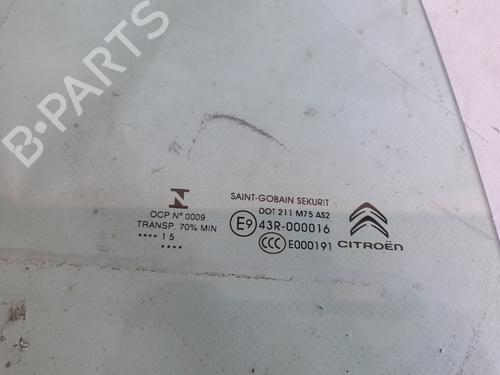 B-PARTS
SAINT-GOBAIN SEKURIT
DOT 211 M75 AS2
OCP Nº 0009
TRANSP. 70% MIN
•••• 15
••••
E9 43R-000016
CCC E000191
CITROËN